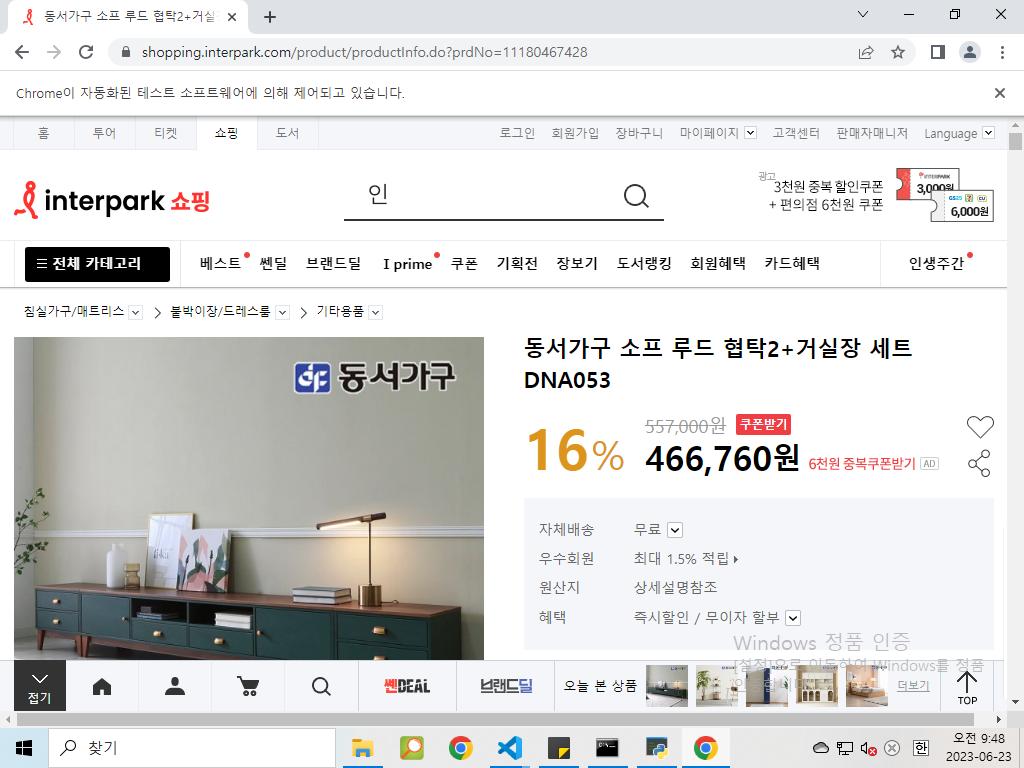 동서가구 소프 루드 협탁2+거실
shopping.interpark.com/product/productInfo.do?prdNo=11180467428
Chrome이 자동화된 테스트 소프트웨어에 의해 제어되고 있습니다.
홈 투어 티켓 쇼핑 도서 로그인 회원가입 장바구니 마이페이지 고객센터 판매자매니저 Language
interpark 쇼핑
인
광고
3천원 중복 할인쿠폰
+ 편의점 6천원 쿠폰
INTERPARK
3,000원
GS25 CU
6,000원
전체 카테고리 베스트 쎈딜 브랜드딜 I prime 쿠폰 기획전 장보기 도서랭킹 회원혜택 카드혜택 인생주간
침실가구/매트리스 붙박이장/드레스룸 기타용품
df 동서가구
동서가구 소프 루드 협탁2+거실장 세트
DNA053
16%
557,000원 쿠폰받기
466,760원 6천원 중복쿠폰받기 AD
자체배송 무료
우수회원 최대 1.5% 적립
원산지 상세설명참조
혜택 즉시할인 / 무이자 할부
Windows 정품 인증
[설정]으로 이동하여 Windows를 정품
접기
쎈DEAL
브랜드딜
오늘 본 상품
더보기
TOP
찾기
한
오전 9:48
2023-06-23